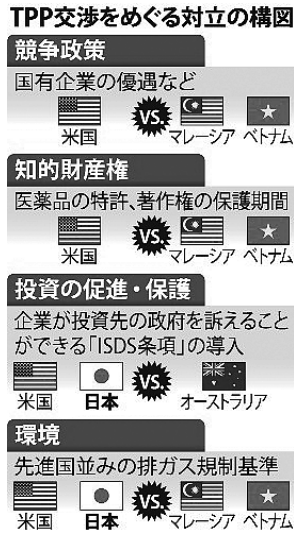 TPP交渉をめぐる対立の構図
競争政策
国有企業の優遇など
VS.
米国 マレーシア ベトナム
知的財産権
医薬品の特許、著作権の保護期間
VS.
米国 マレーシア ベトナム
投資の促進・保護
企業が投資先の政府を訴えること
ができる「ISDS条項」の導入
VS.
米国 日本 オーストラリア
環境
先進国並みの排ガス規制基準
VS.
米国 日本 マレーシア ベトナム